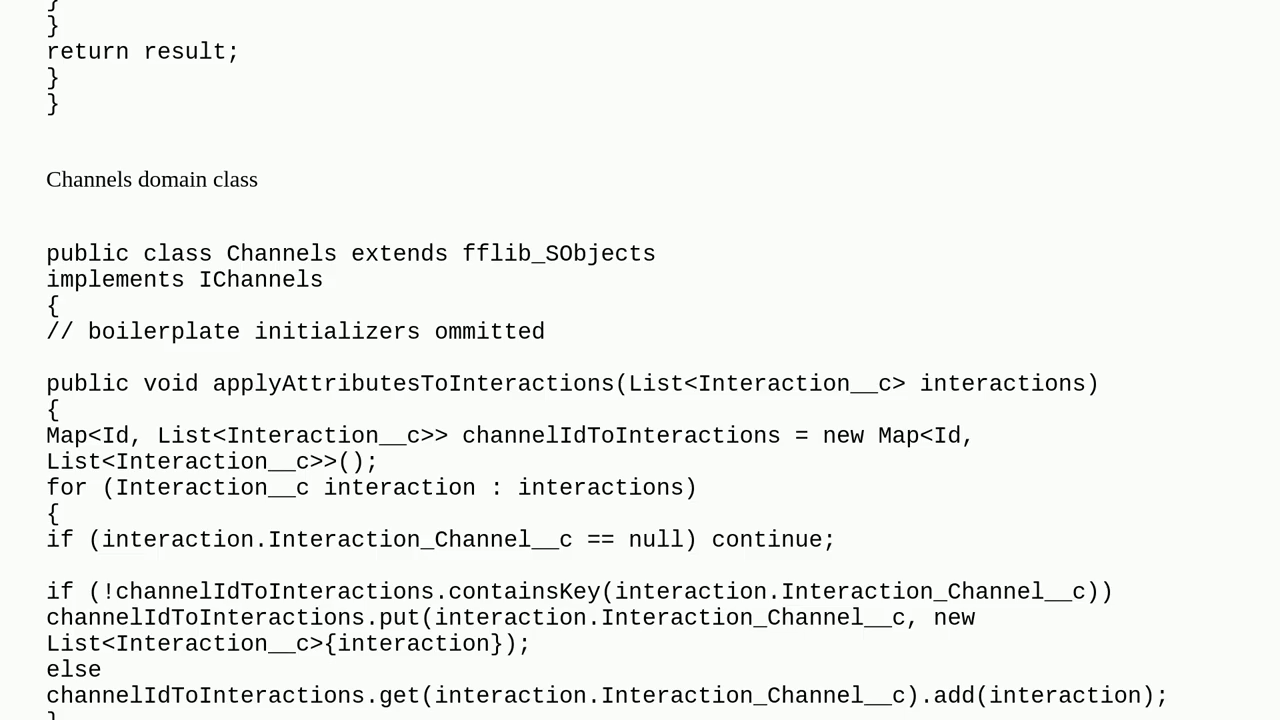 }
}
return result;
}
}
Channels domain class
public class Channels extends fflib_SObjects
implements IChannels
{
// boilerplate initializers ommitted
public void applyAttributesToInteractions(List<Interaction__c> interactions)
{
Map<Id, List<Interaction__c>> channelIdToInteractions = new Map<Id,
List<Interaction__c>>();
for (Interaction__c interaction : interactions)
{
if (interaction.Interaction_Channel__c == null) continue;
if (!channelIdToInteractions.containsKey(interaction.Interaction_Channel__c))
channelIdToInteractions.put(interaction.Interaction_Channel__c, new
List<Interaction__c>{interaction});
else
channelIdToInteractions.get(interaction.Interaction_Channel__c).add(interaction);
}